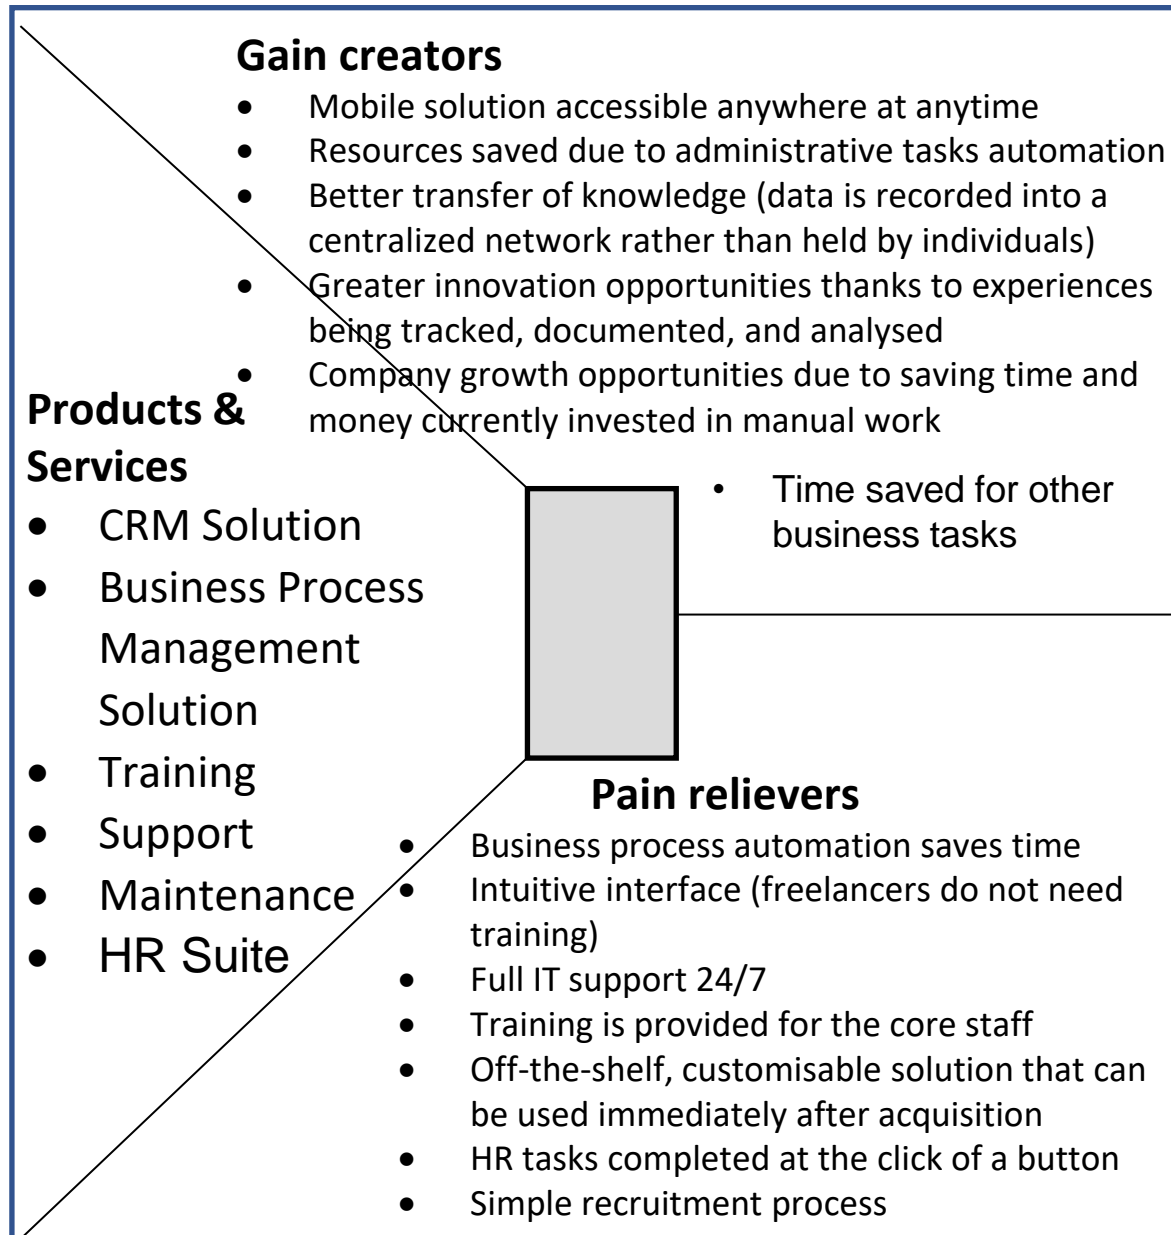 Gain creators
• Mobile solution accessible anywhere at anytime
• Resources saved due to administrative tasks automation
• Better transfer of knowledge (data is recorded into a
centralized network rather than held by individuals)
• Greater innovation opportunities thanks to experiences
being tracked, documented, and analysed
• Company growth opportunities due to saving time and
money currently invested in manual work
• Time saved for other
business tasks
Products &
Services
• CRM Solution
• Business Process
Management
Solution
• Training
• Support
• Maintenance
• HR Suite
Pain relievers
• Business process automation saves time
• Intuitive interface (freelancers do not need
training)
• Full IT support 24/7
• Training is provided for the core staff
• Off-the-shelf, customisable solution that can
be used immediately after acquisition
• HR tasks completed at the click of a button
• Simple recruitment process